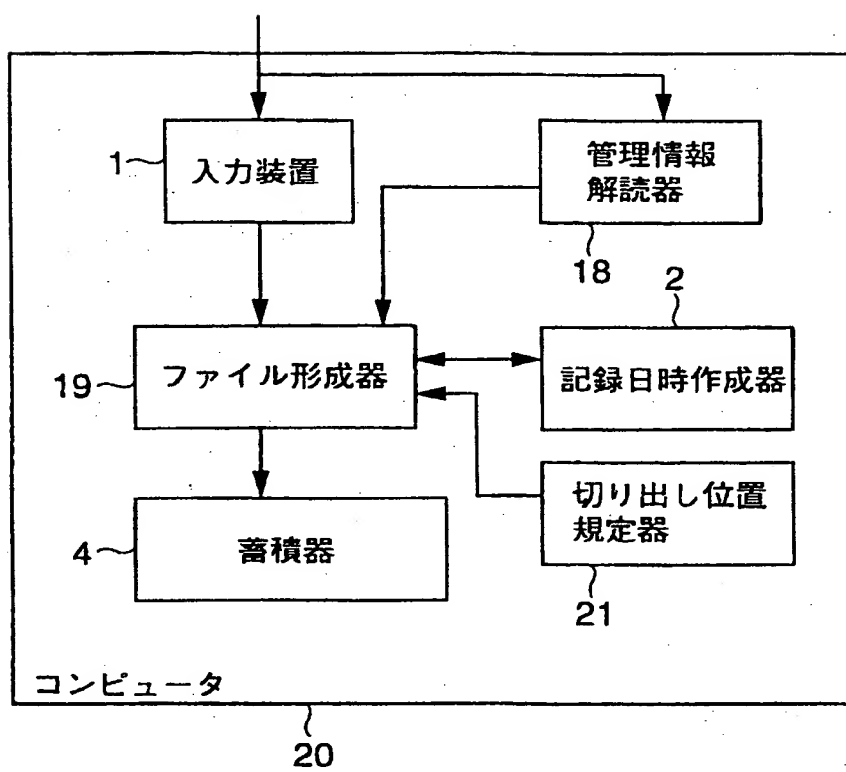 1
入力装置
管理情報
解読器
18
2
19
ファイル形成器
記録日時作成器
4
蓄積器
切り出し位置
規定器
21
コンピュータ
20